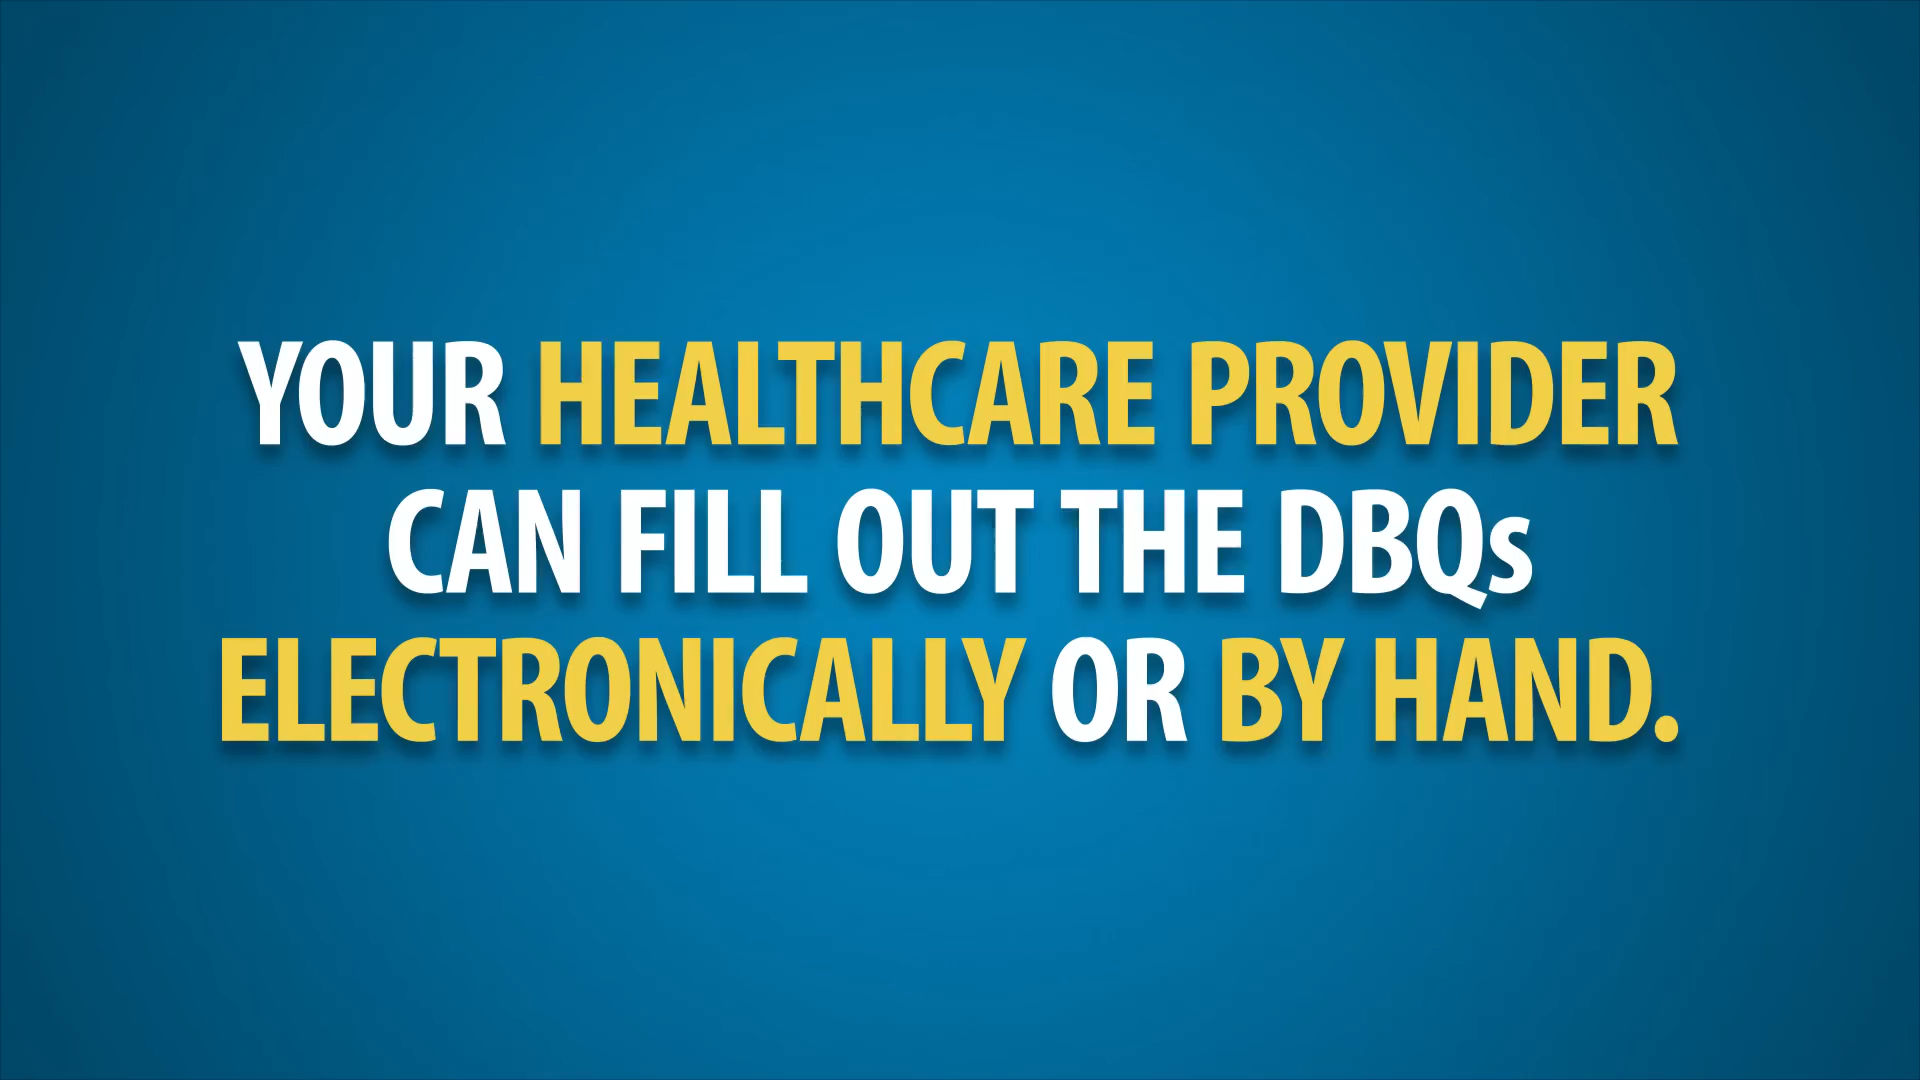 YOUR HEALTHCARE PROVIDER
CAN FILL OUT THE DBQs
ELECTRONICALLY OR BY HAND.